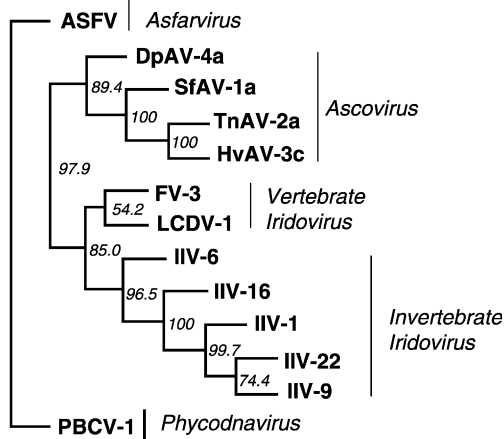 ASFV Asfarvirus
DpAV-4a
89.4 SfAV-1a
Ascovirus
100 TnAV-2a
100
HvAV-3c
97.9
FV-3 Vertebrate
54.2
LCDV-1 Iridovirus
85.0
IIV-6
96.5
IIV-16
Invertebrate
100 IIV-1
Iridovirus
99.7
IIV-22
74.4
IIV-9
PBCV-1 Phycodnavirus